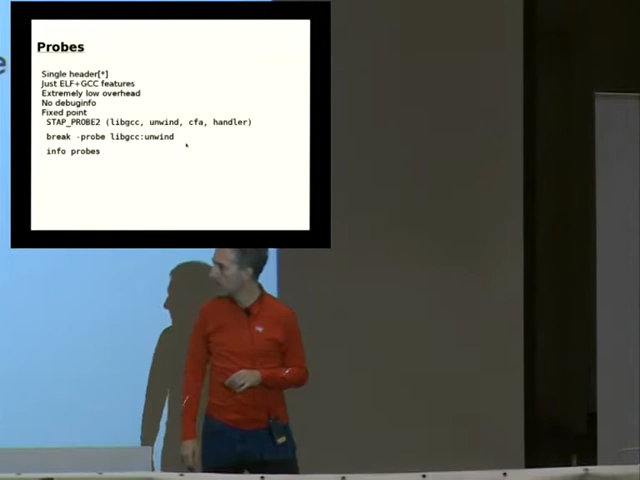 Probes
Single header[*]
Just ELF+GCC features
Extremely low overhead
No debuginfo
Fixed point
STAP_PROBE2 (libgcc, unwind, cfa, handler)
break -probe libgcc:unwind
info probes